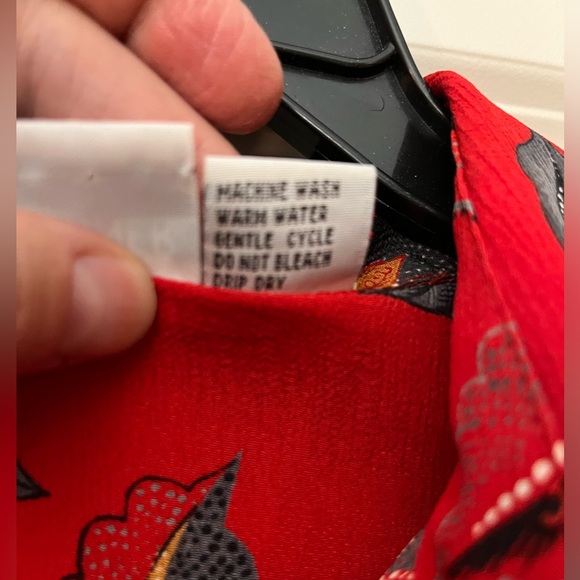 MACHINE WASH
WARM WATER
GENTLE CYCLE
DO NOT BLEACH
DRIP DRY